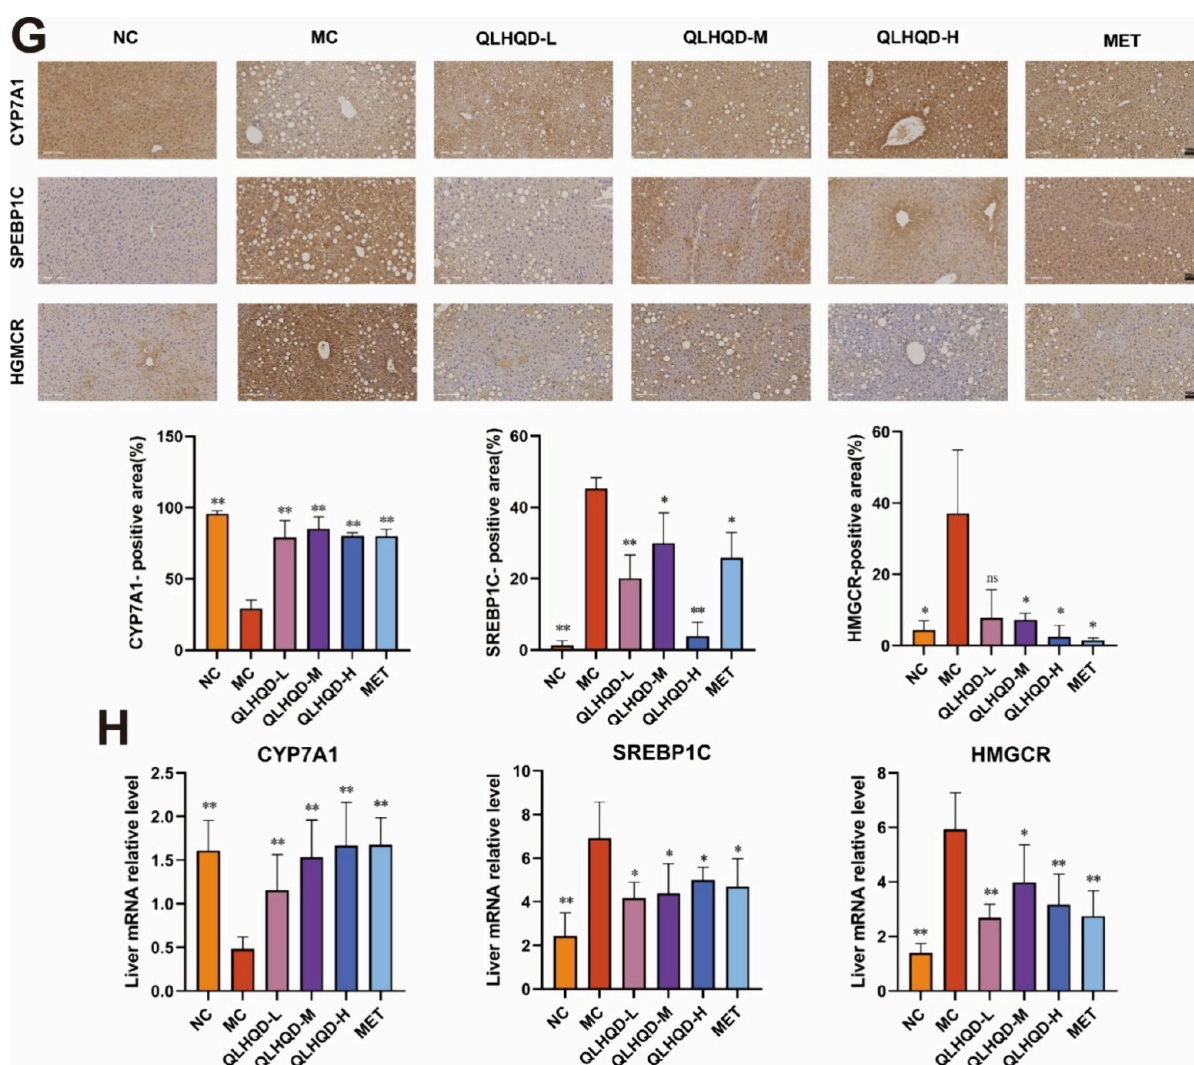 G
NC MC QLHQD-L QLHQD-M QLHQD-H MET
CYP7A1
SPEBP1C
HGMCR
CYP7A1- positive area(%)
150
100
50
0
** ** ** ** **
NC MC QLHQD-L QLHQD-M QLHQD-H MET
SREBP1C- positive area(%)
60
40
20
0
** ** * ** *
NC MC QLHQD-L QLHQD-M QLHQD-H MET
HMGCR-positive area(%)
60
40
20
0
* ns * * *
NC MC QLHQD-L QLHQD-M QLHQD-H MET
H
CYP7A1
Liver mRNA relative level
2.5
2.0
1.5
1.0
0.5
0.0
** ** ** ** **
NC MC QLHQD-L QLHQD-M QLHQD-H MET
SREBP1C
Liver mRNA relative level
10
8
6
4
2
0
** * * * *
NC MC QLHQD-L QLHQD-M QLHQD-H MET
HMGCR
Liver mRNA relative level
8
6
4
2
0
** ** * ** **
NC MC QLHQD-L QLHQD-M QLHQD-H MET